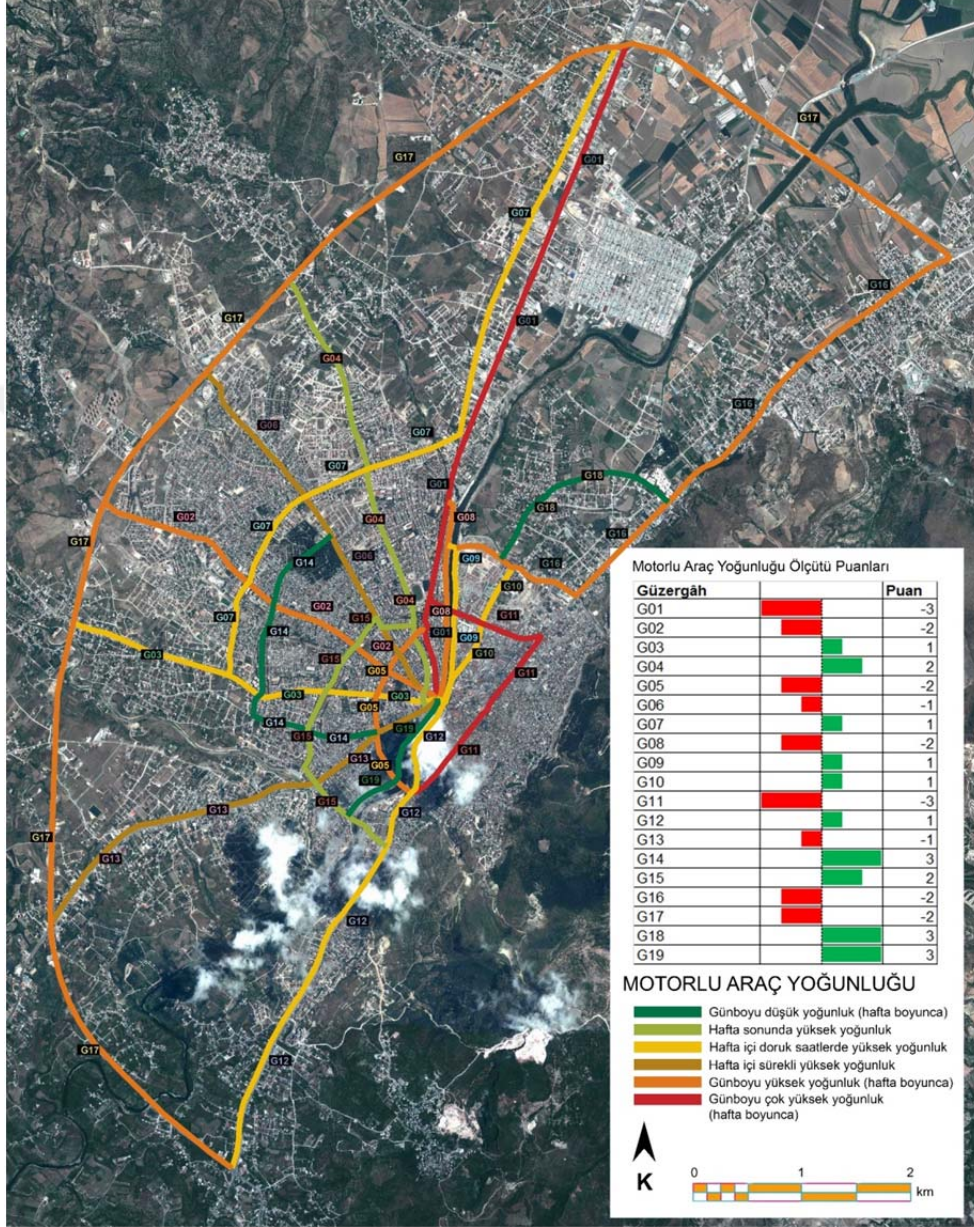 G17
G17
G01
G07
G16
G17
G01
G04
G16
G06
G07
G07
G18
G01
G08
G18
G17
G02
G07
G04
G06
G09
G16
G16
G14
G10
G04
G02
G15
G08
G11
G07
G14
G02
G01
G09
G10
G03
G15
G05
G11
G03
G03
G05
G14
G14
G15
G19
G12
G13
G05
G11
G19
G15
G12
G17
G13
G13
G12
G17
G12
Motorlu Araç Yoğunluğu Ölçütü Puanları
Güzergâh Puan
G01 -3
G02 -2
G03 1
G04 2
G05 -2
G06 -1
G07 1
G08 -2
G09 1
G10 1
G11 -3
G12 1
G13 -1
G14 3
G15 2
G16 -2
G17 -2
G18 3
G19 3
MOTORLU ARAÇ YOĞUNLUĞU
Günboyu düşük yoğunluk (hafta boyunca)
Hafta sonunda yüksek yoğunluk
Hafta içi doruk saatlerde yüksek yoğunluk
Hafta içi sürekli yüksek yoğunluk
Günboyu yüksek yoğunluk (hafta boyunca)
Günboyu çok yüksek yoğunluk
(hafta boyunca)
K
0 1 2
km